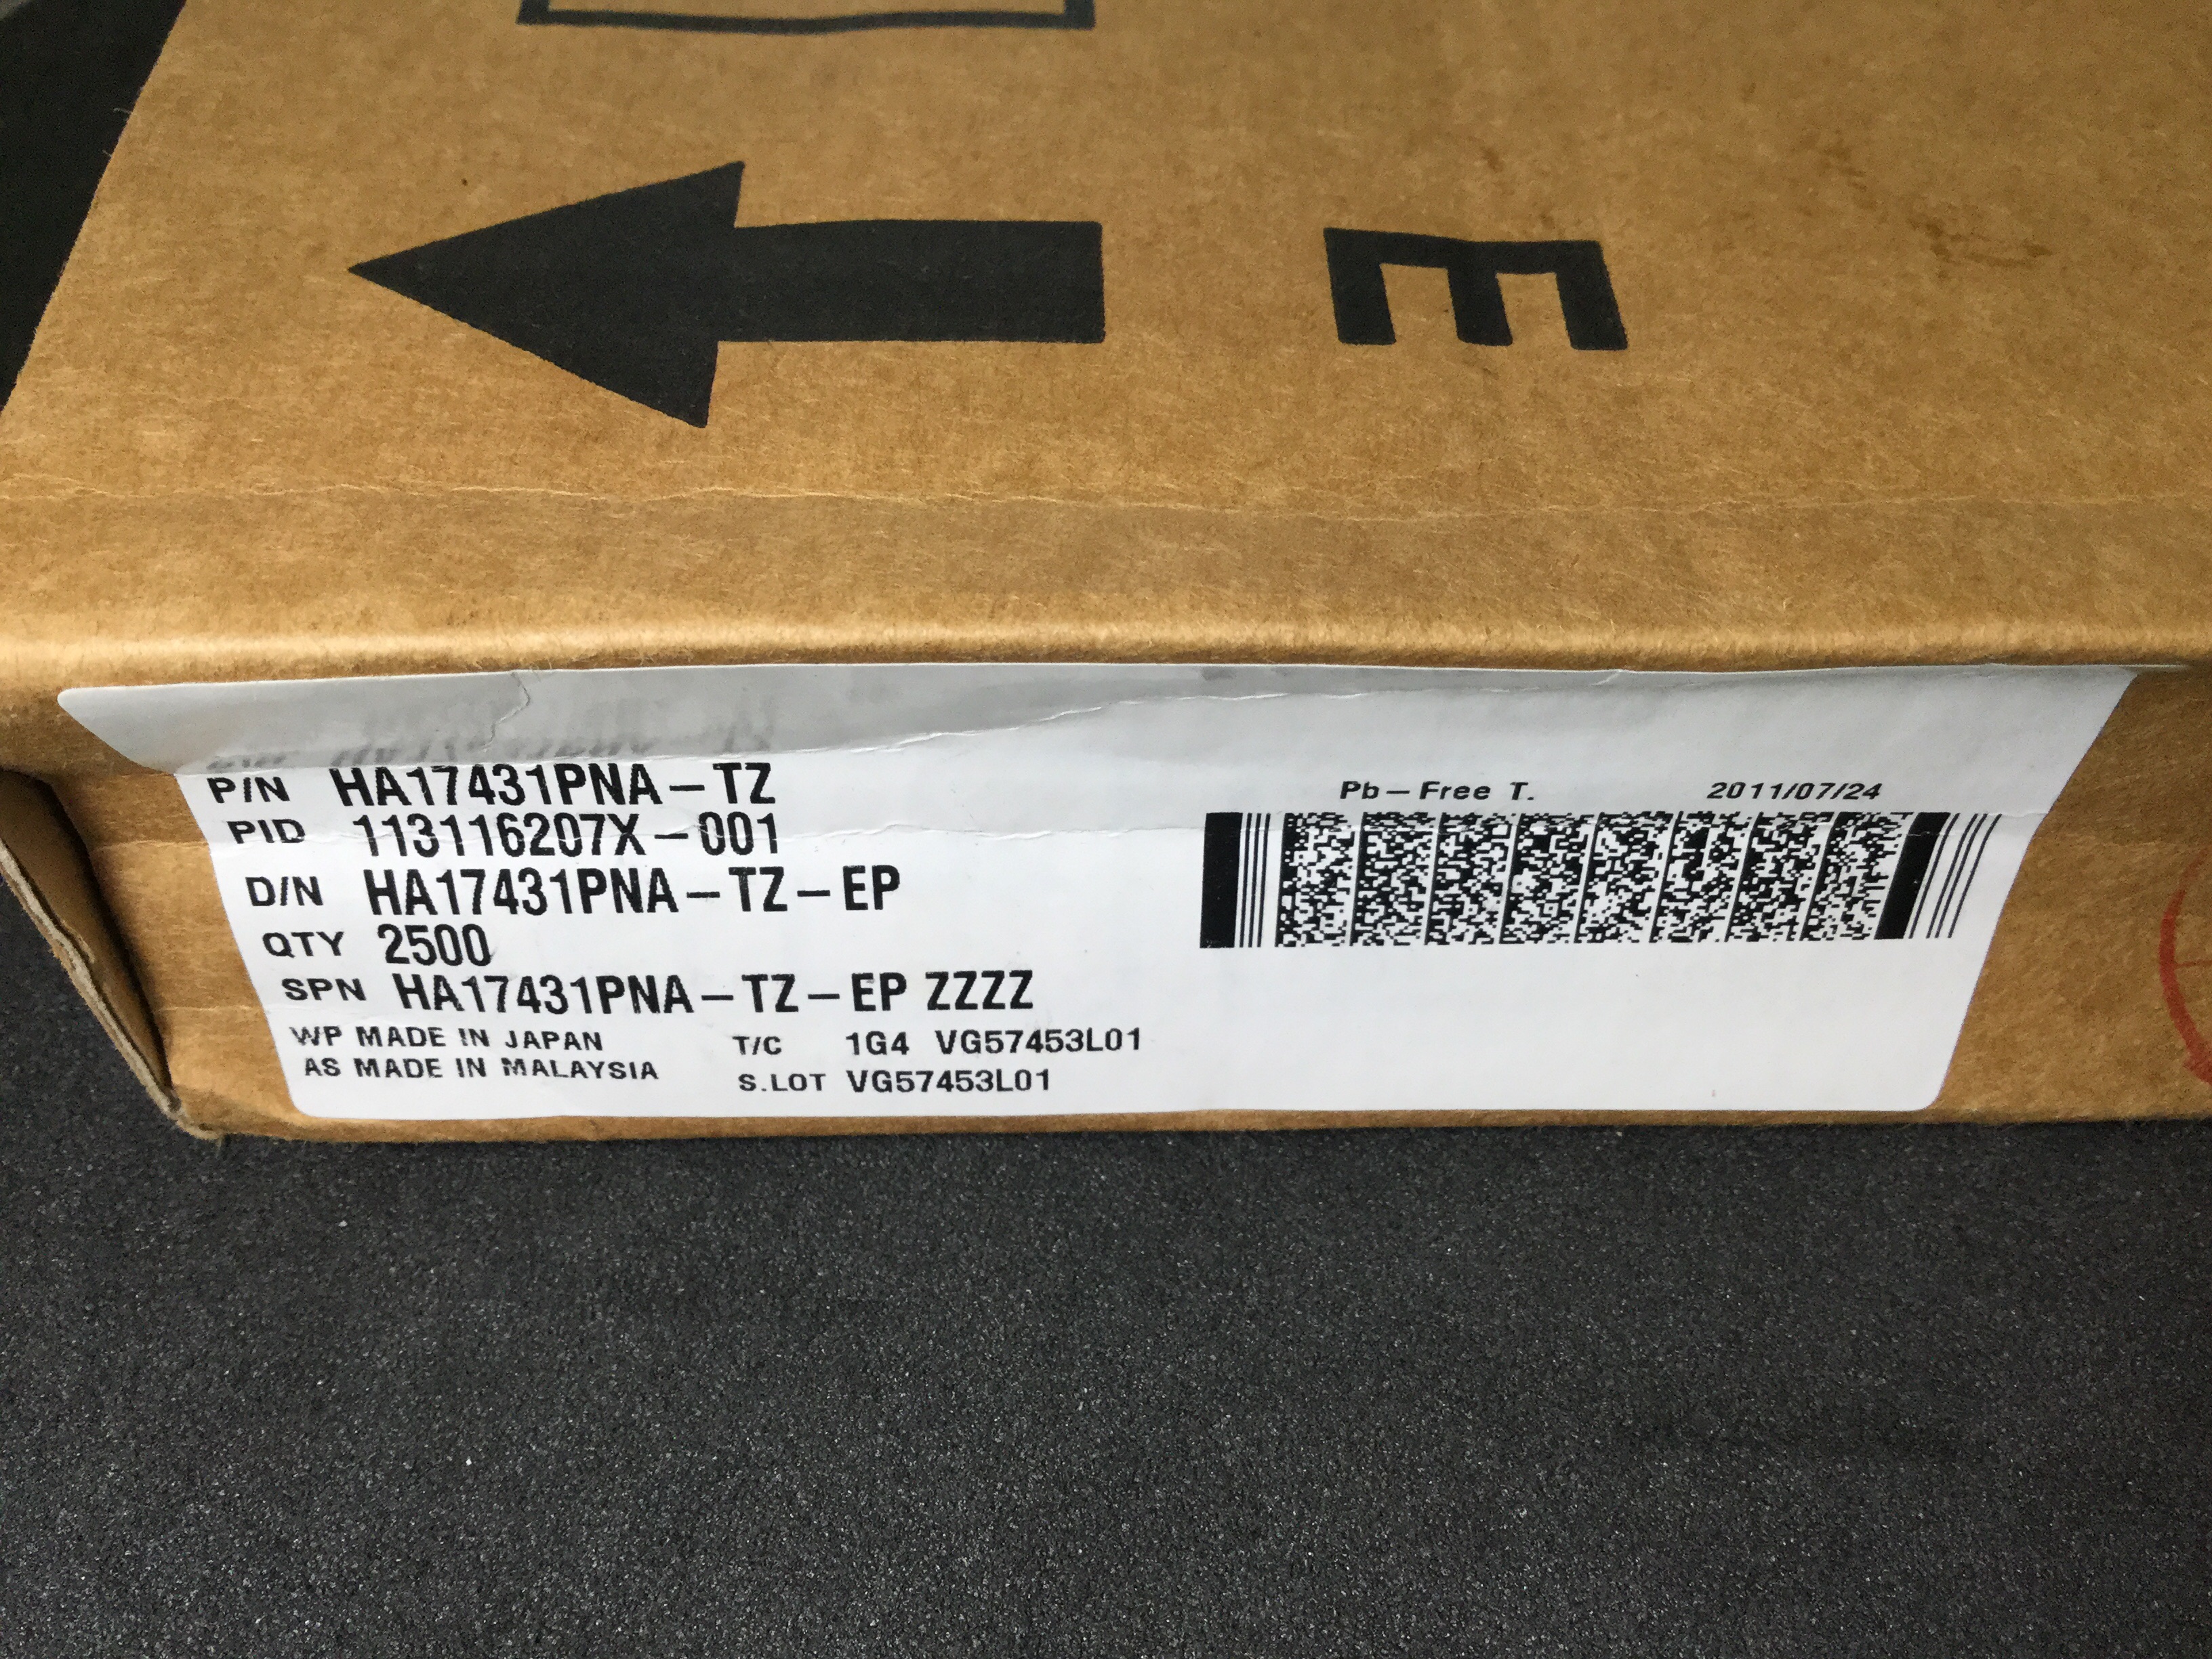 E
P/N HA17431PNA-TZ
PID 113116207X-001
D/N HA17431PNA-TZ-EP
QTY 2500
SPN HA17431PNA-TZ-EP ZZZZ
WP MADE IN JAPAN
AS MADE IN MALAYSIA
T/C 1G4 VG57453L01
S.LOT VG57453L01
Pb-Free T. 2011/07/24